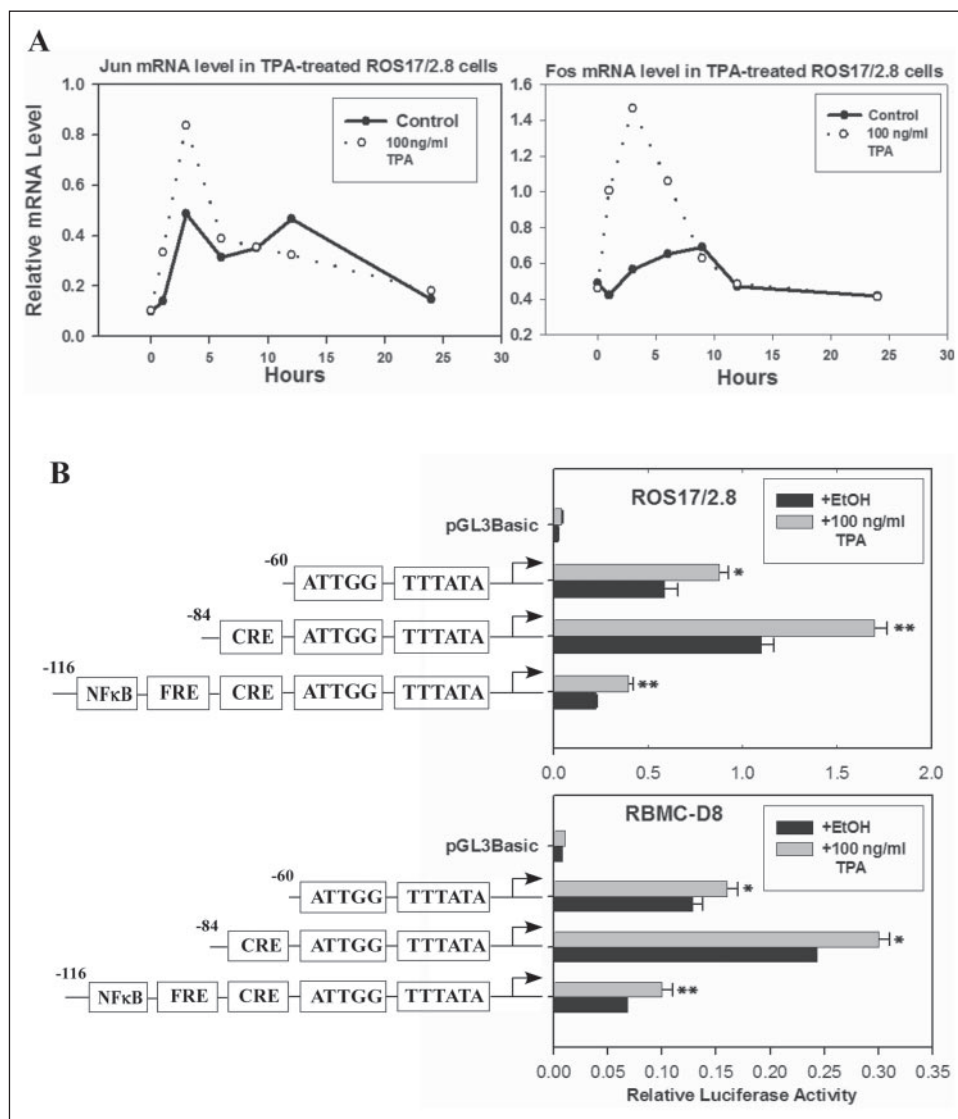 A
Jun mRNA level in TPA-treated ROS17/2.8 cells
Relative mRNA Level
1.0
0.8
0.6
0.4
0.2
0.0
Control
100ng/ml
TPA
0 5 10 15 20 25 30
Hours
Fos mRNA level in TPA-treated ROS17/2.8 cells
1.6
1.4
1.2
1.0
0.8
0.6
0.4
0.2
Control
100 ng/ml
TPA
0 5 10 15 20 25 30
Hours
B
ROS17/2.8
+EtOH
+100 ng/ml
TPA
pGL3Basic
-60
ATTGG TTTATA
*
-84
CRE ATTGG TTTATA
**
-116
NFκB FRE CRE ATTGG TTTATA
**
0.0 0.5 1.0 1.5 2.0
RBMC-D8
+EtOH
+100 ng/ml
TPA
pGL3Basic
-60
ATTGG TTTATA
*
-84
CRE ATTGG TTTATA
*
-116
NFκB FRE CRE ATTGG TTTATA
**
0.00 0.05 0.10 0.15 0.20 0.25 0.30 0.35
Relative Luciferase Activity